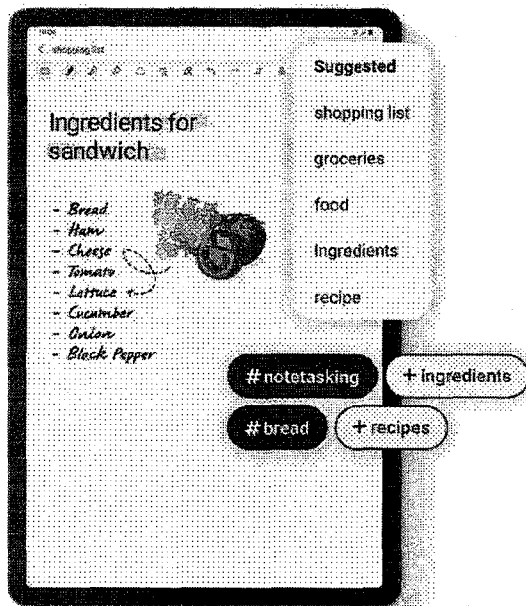 shopping list
Ingredients for
sandwich
- Bread
- Ham
- Cheese
- Tomato
- Lettuce
- Cucumber
- Onion
- Black Pepper
Suggested
shopping list
groceries
food
Ingredients
recipe
#notetasking
+ingredients
#bread
+recipes